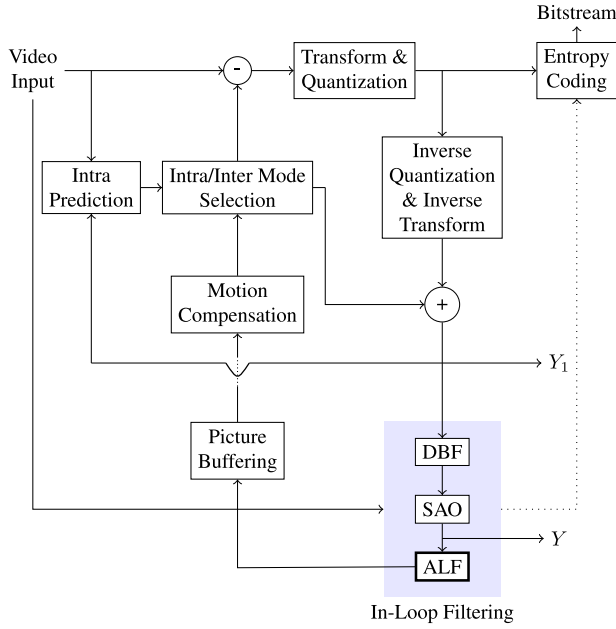 Bitstream
Video
Input
-
Transform &
Quantization
Entropy
Coding
Intra
Prediction
Intra/Inter Mode
Selection
Inverse
Quantization
& Inverse
Transform
Motion
Compensation
+
Y₁
Picture
Buffering
DBF
SAO
Y
ALF
In-Loop Filtering